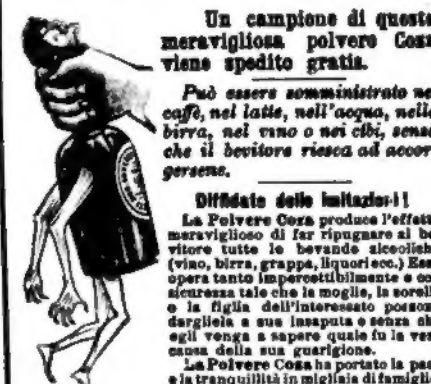 Un campione di questa
meravigliosa polvere Coza
viene spedito gratis.
Può essere somministrato ne
caffè, nel latte, nell'acqua, nella
birra, nel vino o nei cibi, senza
che il bevitore riesca ad accor
gersene.
Diffidate delle imitazioni!
La Polvere Coza produce l'effett
meraviglioso di far ripugnare al be
vitore tutte le bevande alcooliche
(vino, birra, grappa, liquori ecc.) Ess
opera tanto impercettibilmente e co
sicurezza tale che la moglie, la sorell
o la figlia dell'interessato posson
dargliela a sua insaputa e senza ch
egli venga a sapere quale fu la ver
causa della sua guarigione.
La Polvere Coza ha portato la pac
e la tranquillità in migliaia di famigli